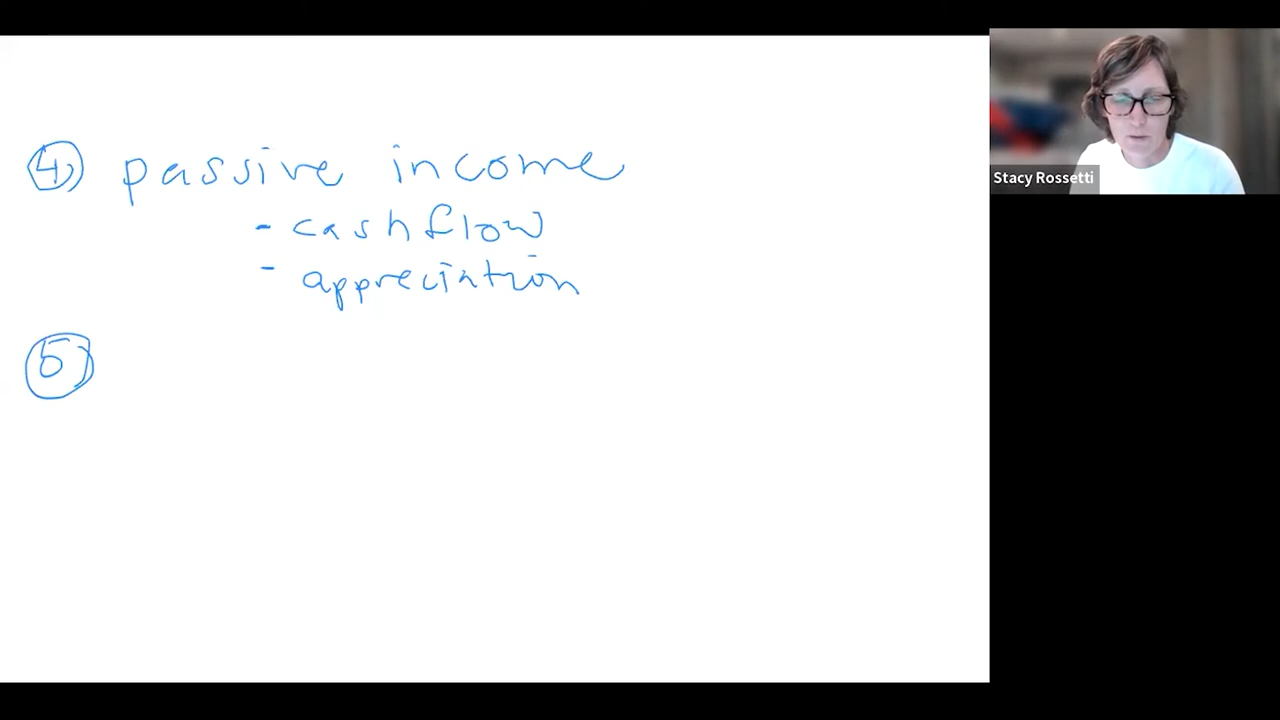 4) passive income
- cashflow
- appreciation
5)
Stacy Rossetti